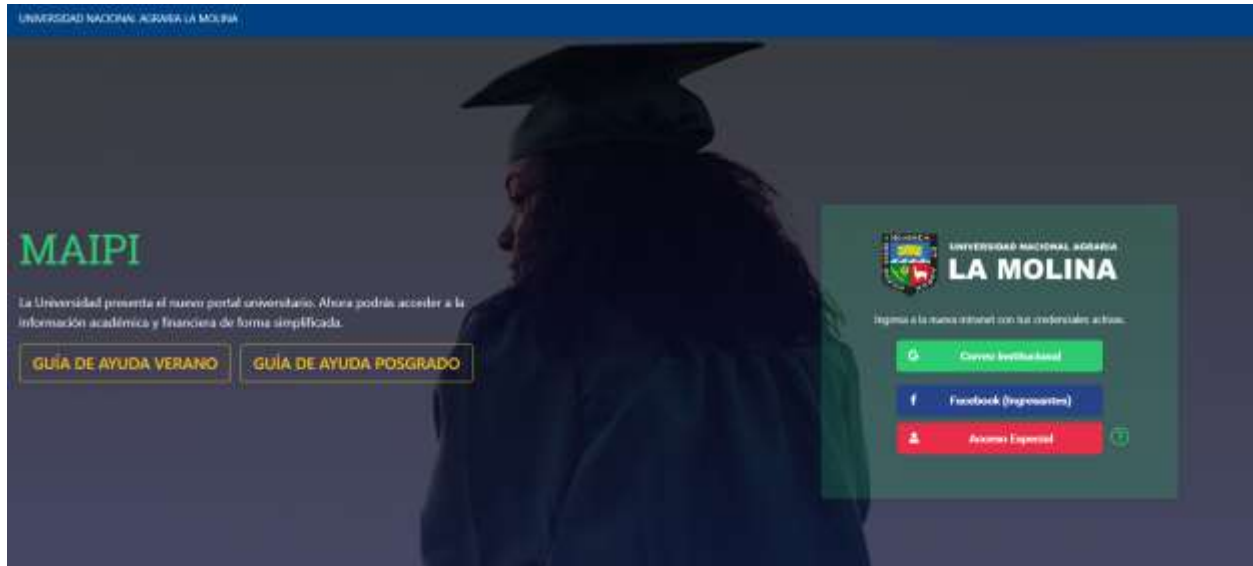 UNIVERSIDAD NACIONAL AGRARIA LA MOLINA
MAIPI
La Universidad presenta el nuevo portal universitario. Ahora podrás acceder a la
información académica y financiera de forma simplificada.
GUÍA DE AYUDA VERANO
GUÍA DE AYUDA POSGRADO
UNIVERSIDAD NACIONAL AGRARIA
LA MOLINA
Ingresa a la nueva intranet con tus credenciales activas.
G Correo Institucional
f Facebook (Ingresantes)
Acceso Especial